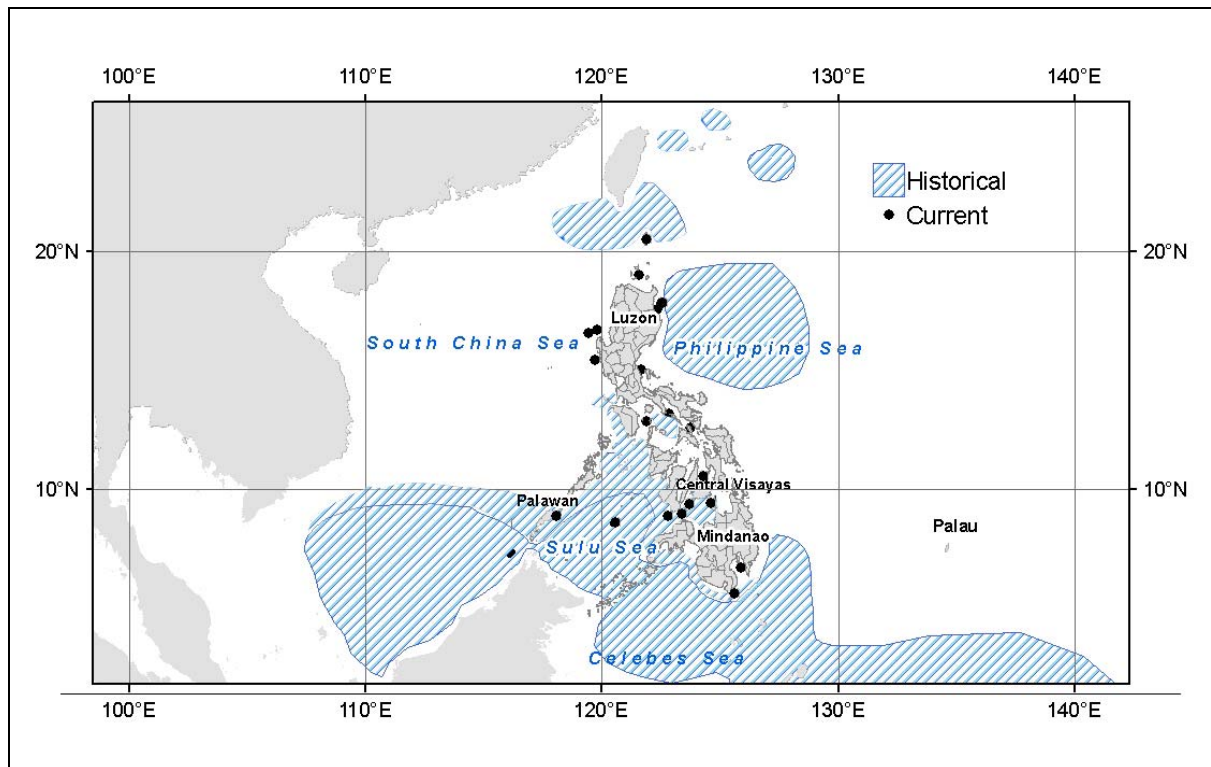 100°E 110°E 120°E 130°E 140°E
Historical
Current
20°N 20°N
Luzon
South China Sea Philippine Sea
10°N 10°N
Central Visayas
Palawan
Palau
Mindanao
Sulu Sea
Celebes Sea
100°E 110°E 120°E 130°E 140°E